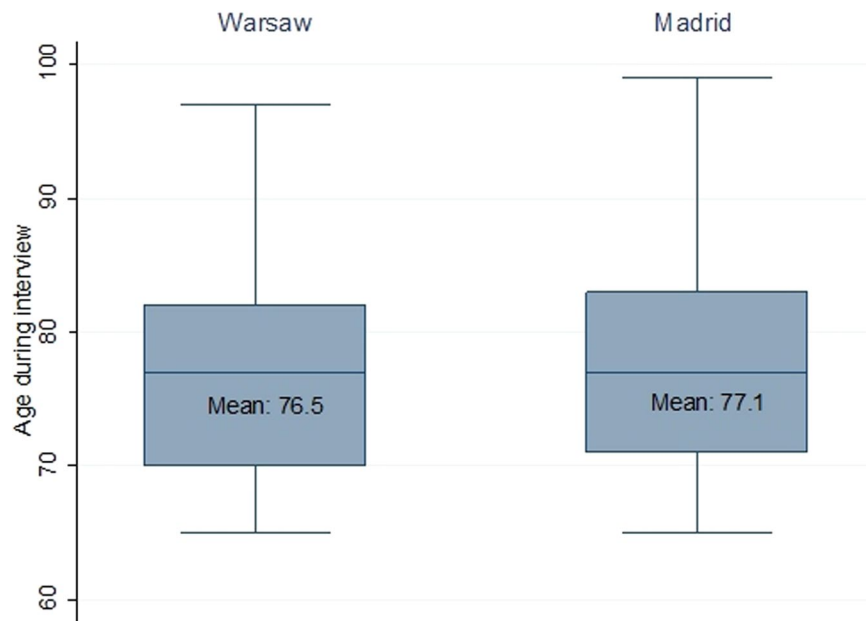 Warsaw
Madrid
Age during interview
100
90
80
70
60
Mean: 76.5
Mean: 77.1